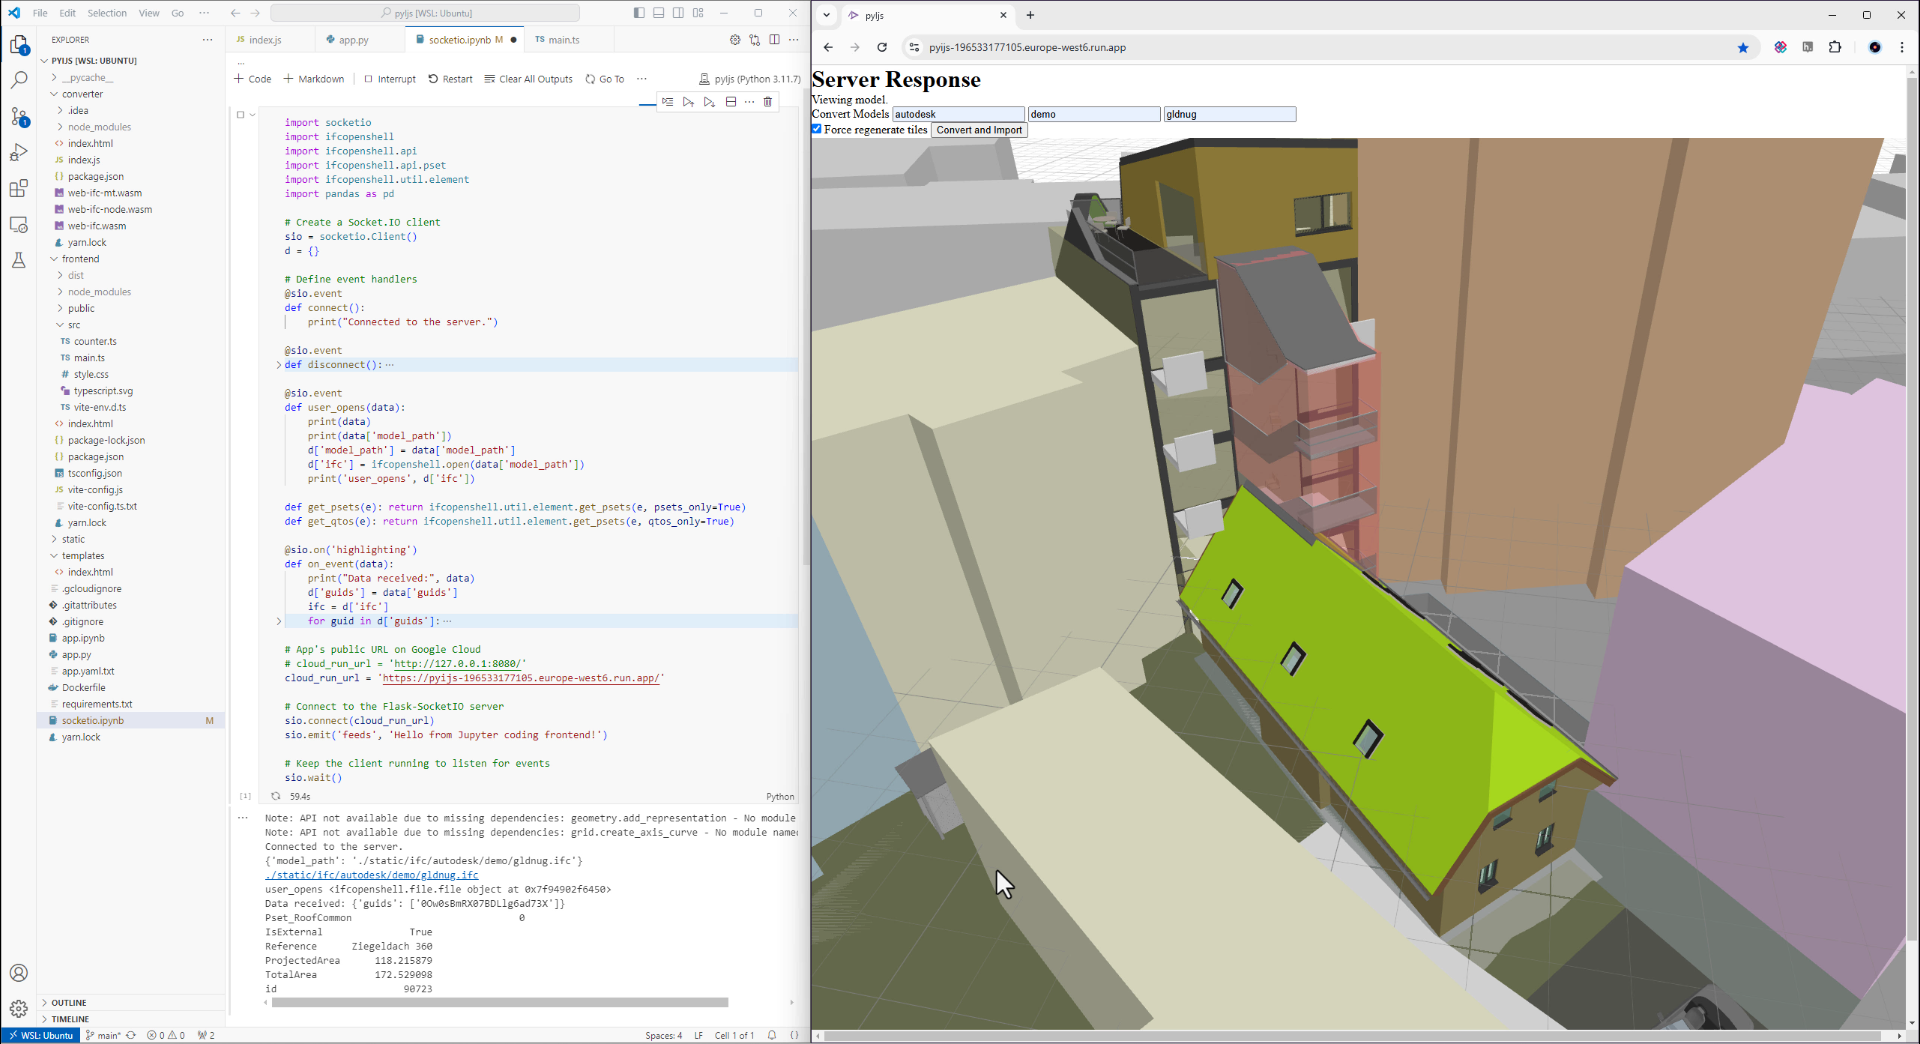 File Edit Selection View Go ···
pyljs [WSL: Ubuntu]
EXPLORER
PYIJS [WSL: UBUNTU]
__pycache__
converter
.idea
node_modules
index.html
index.js
package.json
web-ifc-mt.wasm
web-ifc-node.wasm
web-ifc.wasm
yarn.lock
frontend
dist
node_modules
public
src
counter.ts
main.ts
style.css
typescript.svg
vite-env.d.ts
index.html
package-lock.json
package.json
tsconfig.json
vite-config.js
vite-config.ts.txt
yarn.lock
static
templates
index.html
.gcloudignore
.gitattributes
.gitignore
app.ipynb
app.py
app.yaml.txt
Dockerfile
requirements.txt
socketio.ipynb M
yarn.lock
OUTLINE
TIMELINE
index.js app.py socketio.ipynb M main.ts
+ Code + Markdown Interrupt Restart Clear All Outputs Go To ··· pyljs (Python 3.11.7)
import socketio
import ifcopenshell
import ifcopenshell.api
import ifcopenshell.api.pset
import ifcopenshell.util.element
import pandas as pd
# Create a Socket.IO client
sio = socketio.Client()
d = {}
# Define event handlers
@sio.event
def connect():
print("Connected to the server.")
@sio.event
def disconnect(): ···
@sio.event
def user_opens(data):
print(data)
print(data['model_path'])
d['model_path'] = data['model_path']
d['ifc'] = ifcopenshell.open(data['model_path'])
print('user_opens', d['ifc'])
def get_psets(e): return ifcopenshell.util.element.get_psets(e, psets_only=True)
def get_qtos(e): return ifcopenshell.util.element.get_psets(e, qtos_only=True)
@sio.on('highlighting')
def on_event(data):
print("Data received:", data)
d['guids'] = data['guids']
ifc = d['ifc']
for guid in d['guids']: ···
# App's public URL on Google Cloud
# cloud_run_url = 'http://127.0.0.1:8080/'
cloud_run_url = 'https://pyijs-196533177105.europe-west6.run.app/'
# Connect to the Flask-SocketIO server
sio.connect(cloud_run_url)
sio.emit('feeds', 'Hello from Jupyter coding frontend!')
# Keep the client running to listen for events
sio.wait()
[1] 59.4s Python
Note: API not available due to missing dependencies: geometry.add_representation - No module
Note: API not available due to missing dependencies: grid.create_axis_curve - No module name
Connected to the server.
{'model_path': './static/ifc/autodesk/demo/gldnug.ifc'}
./static/ifc/autodesk/demo/gldnug.ifc
user_opens <ifcopenshell.file.file object at 0x7f94902f6450>
Data received: {'guids': ['0Ow0sBmRX07BDLlg6ad73X']}
Pset_RoofCommon 0
IsExternal True
Reference Ziegeldach 360
ProjectedArea 118.215879
TotalArea 172.529098
id 90723
WSL: Ubuntu main* 0 0 2 Spaces: 4 LF Cell 1 of 1
pyljs
pyijs-196533177105.europe-west6.run.app
Server Response
Viewing model.
Convert Models autodesk demo gldnug
Force regenerate tiles Convert and Import